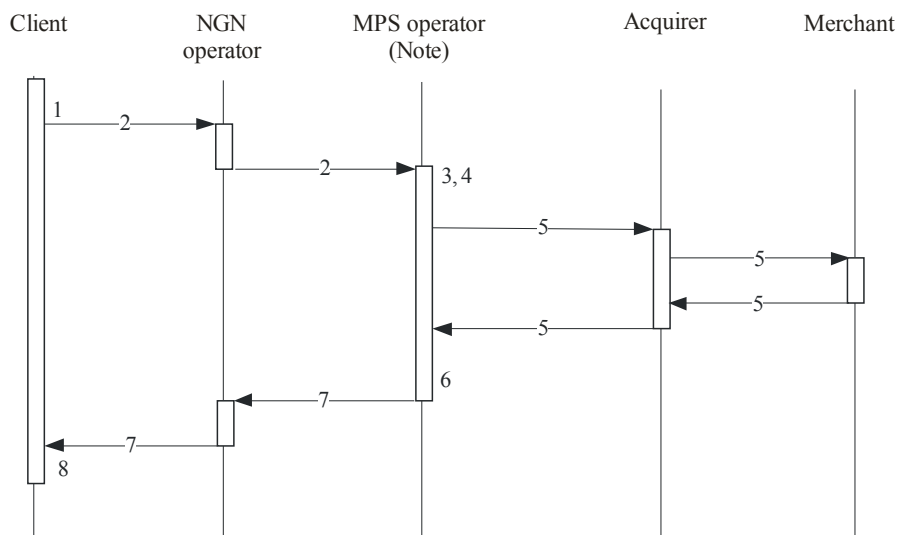 Client
NGN
operator
MPS operator
(Note)
Acquirer
Merchant
1
2
2
3, 4
5
5
5
5
6
7
7
8